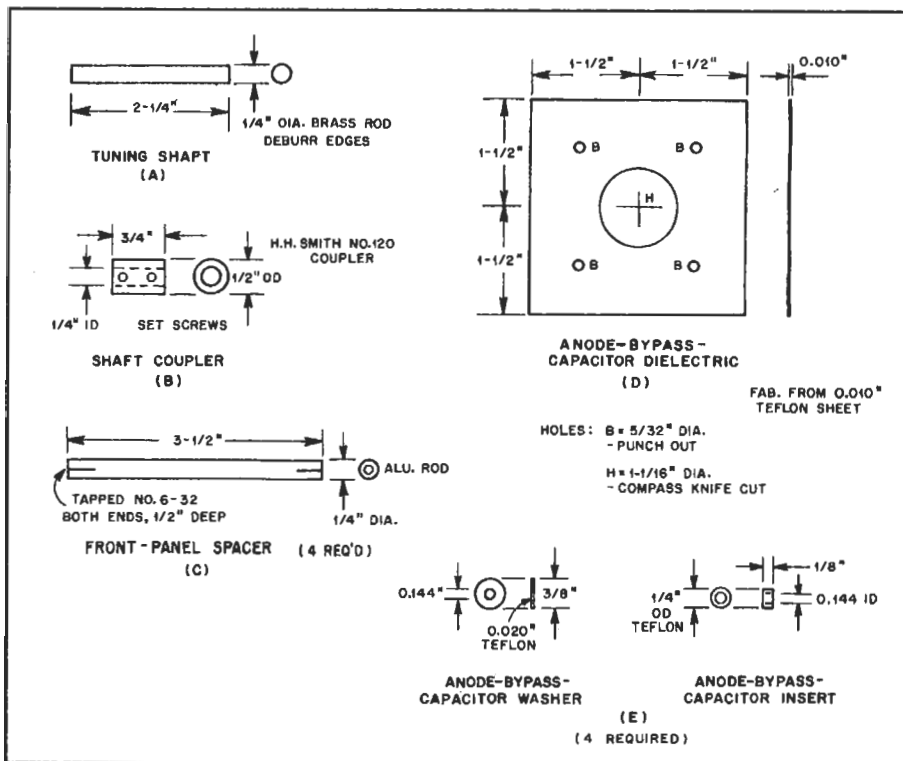 2-1/4"
1/4" DIA. BRASS ROD
DEBURR EDGES
TUNING SHAFT
(A)
3/4"
H.H. SMITH NO.120
COUPLER
1/2" OD
1/4" ID
SET SCREWS
SHAFT COUPLER
(B)
3-1/2"
ALU. ROD
TAPPED NO. 6-32
BOTH ENDS, 1/2" DEEP
1/4" DIA.
FRONT-PANEL SPACER (4 REQ'D)
(C)
1-1/2"
1-1/2"
0.010"
1-1/2"
B
B
H
1-1/2"
B
B
ANODE-BYPASS-
CAPACITOR DIELECTRIC
(D)
FAB. FROM 0.010"
TEFLON SHEET
HOLES: B = 5/32" DIA.
- PUNCH OUT
H = 1-1/16" DIA.
- COMPASS KNIFE CUT
0.144"
3/8"
0.020"
TEFLON
ANODE-BYPASS-
CAPACITOR WASHER
1/8"
1/4"
OD
TEFLON
0.144 ID
ANODE-BYPASS-
CAPACITOR INSERT
(E)
(4 REQUIRED)